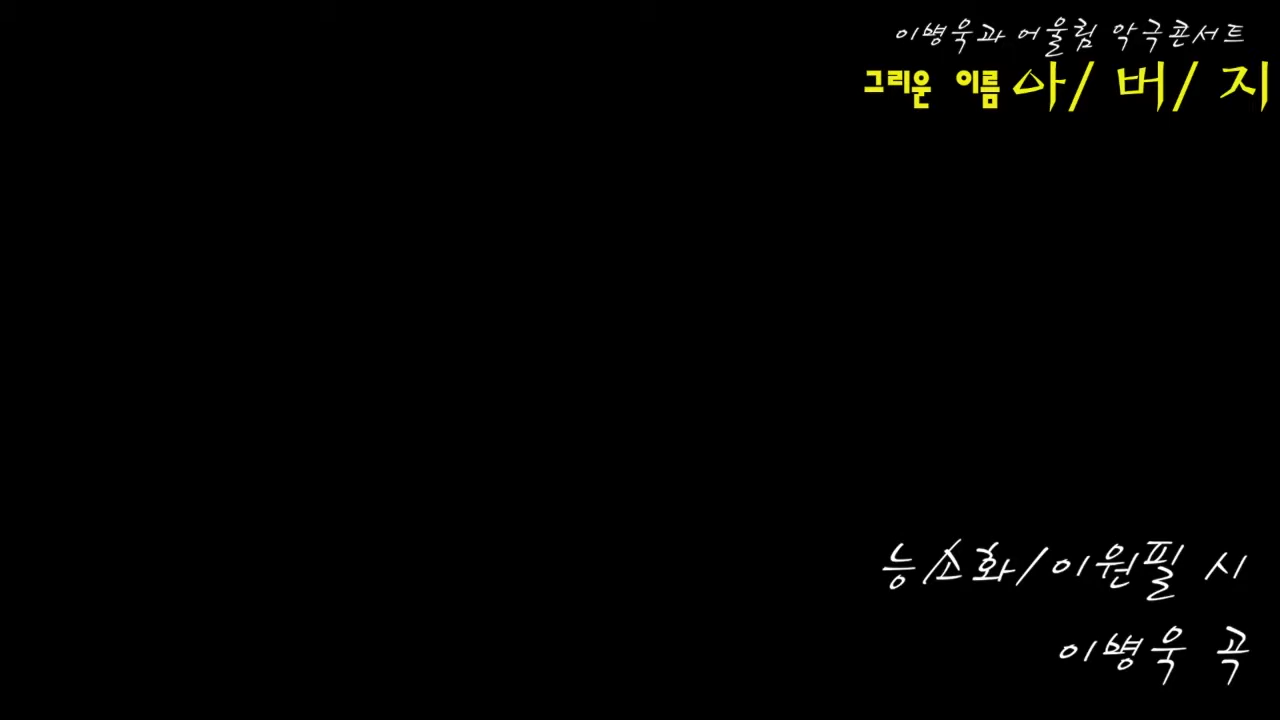 이병욱과 어울림 악극콘서트
그리운 이름 아/ 버/ 지
능소화/이원필 시
이병욱 곡